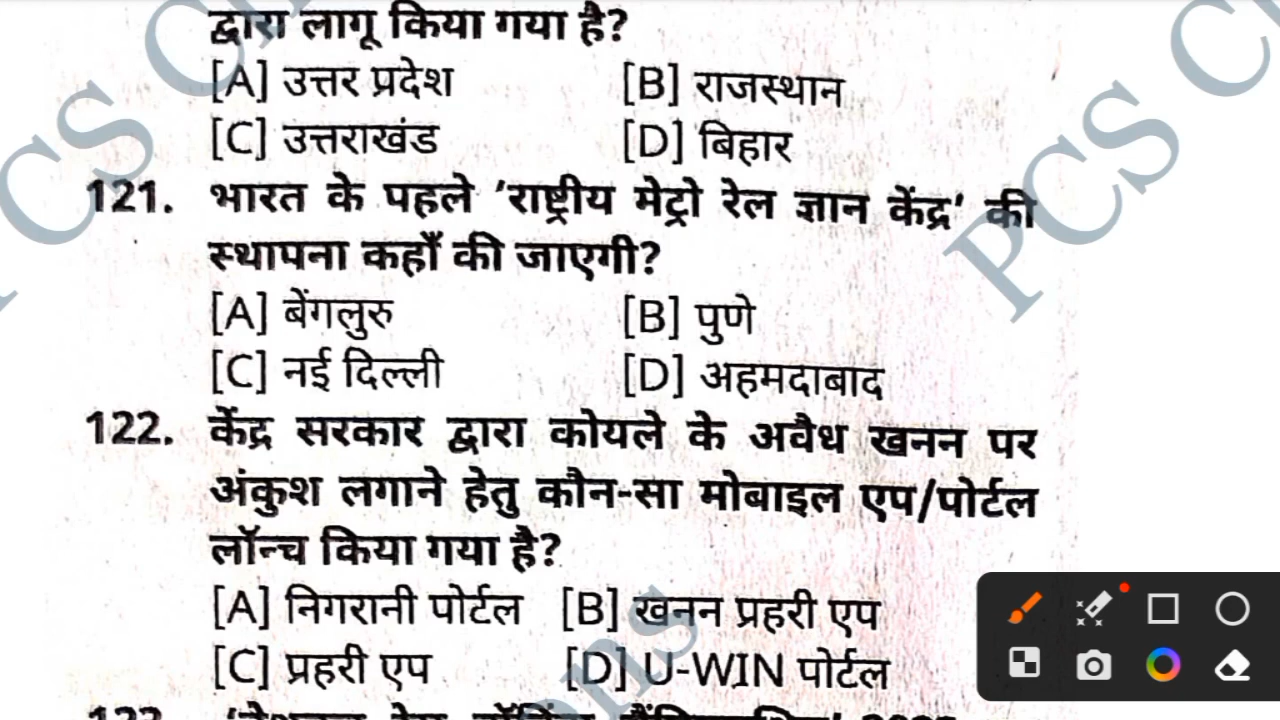 द्वारा लागू किया गया है?
[A] उत्तर प्रदेश [B] राजस्थान
[C] उत्तराखंड [D] बिहार
121. भारत के पहले 'राष्ट्रीय मेट्रो रेल ज्ञान केंद्र' की
स्थापना कहाँ की जाएगी?
[A] बेंगलुरु [B] पुणे
[C] नई दिल्ली [D] अहमदाबाद
122. केंद्र सरकार द्वारा कोयले के अवैध खनन पर
अंकुश लगाने हेतु कौन-सा मोबाइल एप/पोर्टल
लॉन्च किया गया है?
[A] निगरानी पोर्टल [B] खनन प्रहरी एप
[C] प्रहरी एप [D] U-WIN पोर्टल
PCS